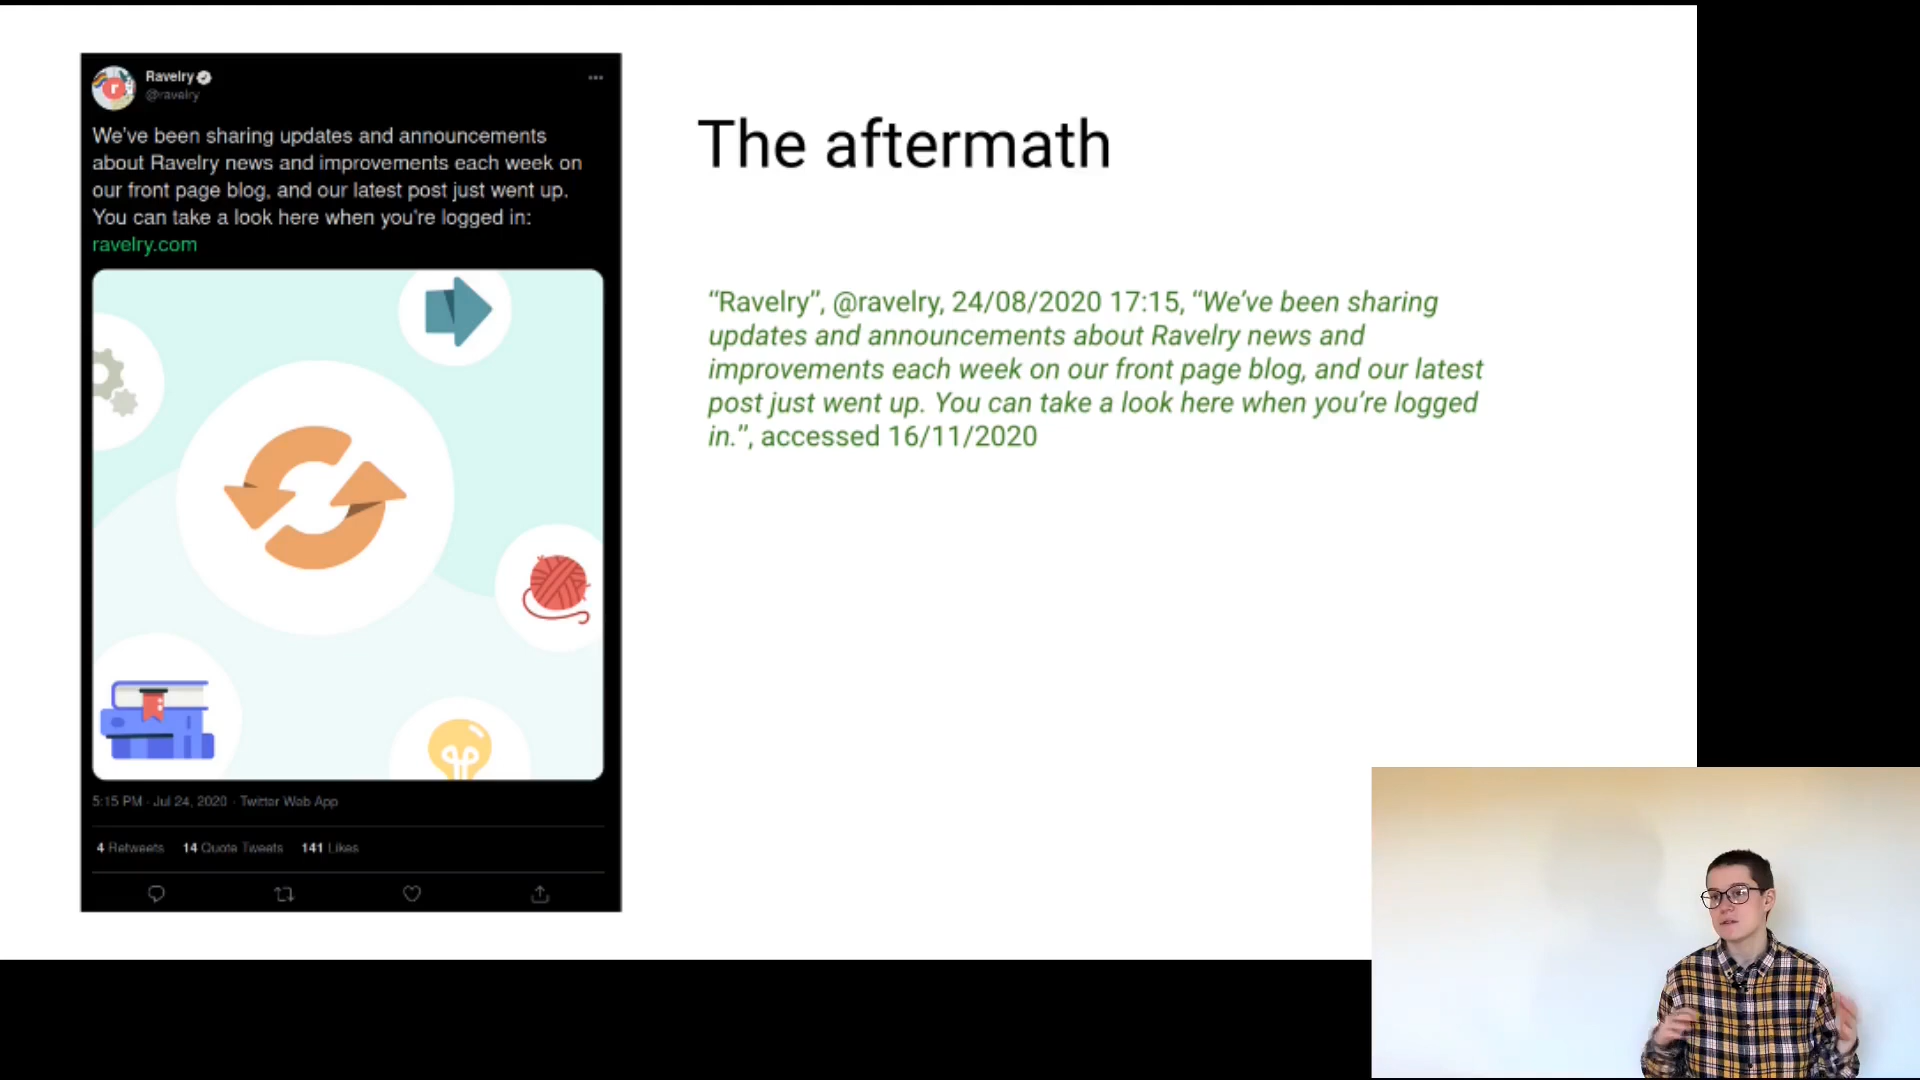 Ravelry
@ravelry
We've been sharing updates and announcements
about Ravelry news and improvements each week on
our front page blog, and our latest post just went up.
You can take a look here when you're logged in:
ravelry.com
5:15 PM · Jul 24, 2020 · Twitter Web App
4 Retweets 14 Quote Tweets 141 Likes
The aftermath
“Ravelry”, @ravelry, 24/08/2020 17:15, “We’ve been sharing
updates and announcements about Ravelry news and
improvements each week on our front page blog, and our latest
post just went up. You can take a look here when you’re logged
in.”, accessed 16/11/2020